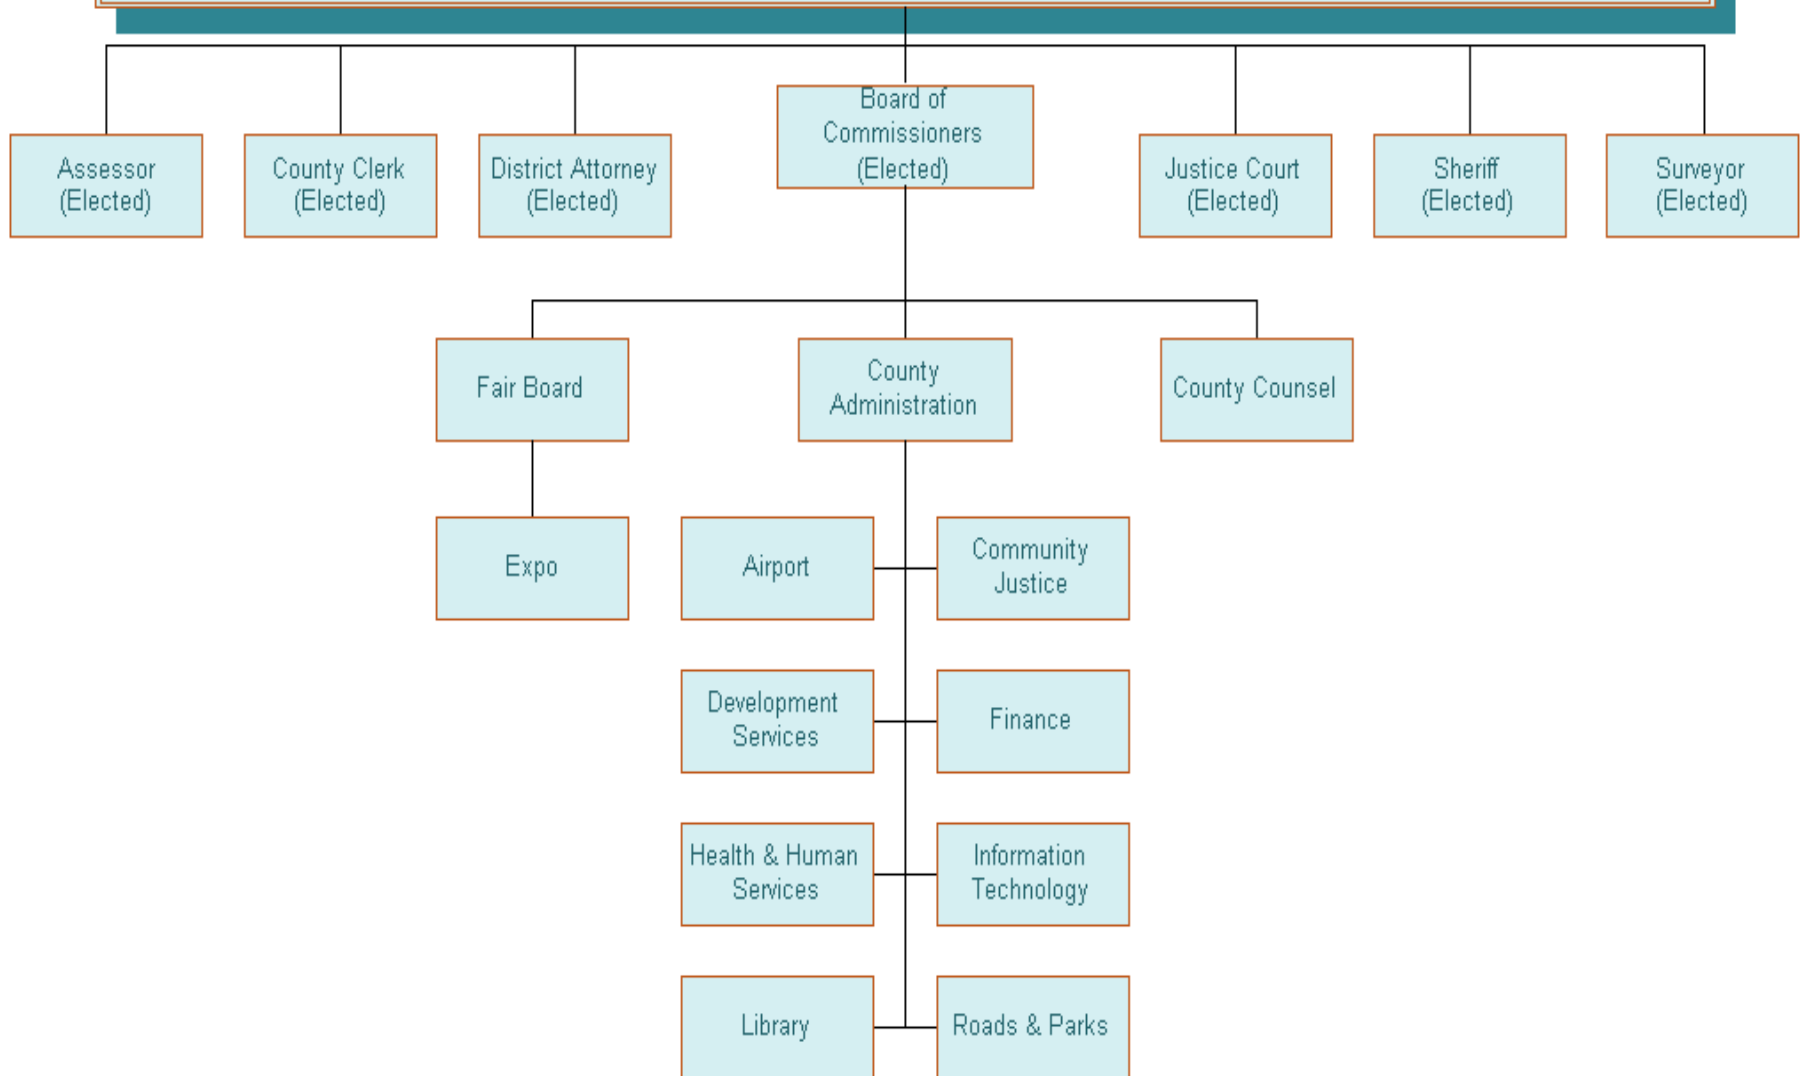 Board of
Commissioners
(Elected)
Assessor
(Elected)
County Clerk
(Elected)
District Attorney
(Elected)
Justice Court
(Elected)
Sheriff
(Elected)
Surveyor
(Elected)
Fair Board
County
Administration
County Counsel
Expo
Airport
Community
Justice
Development
Services
Finance
Health & Human
Services
Information
Technology
Library
Roads & Parks